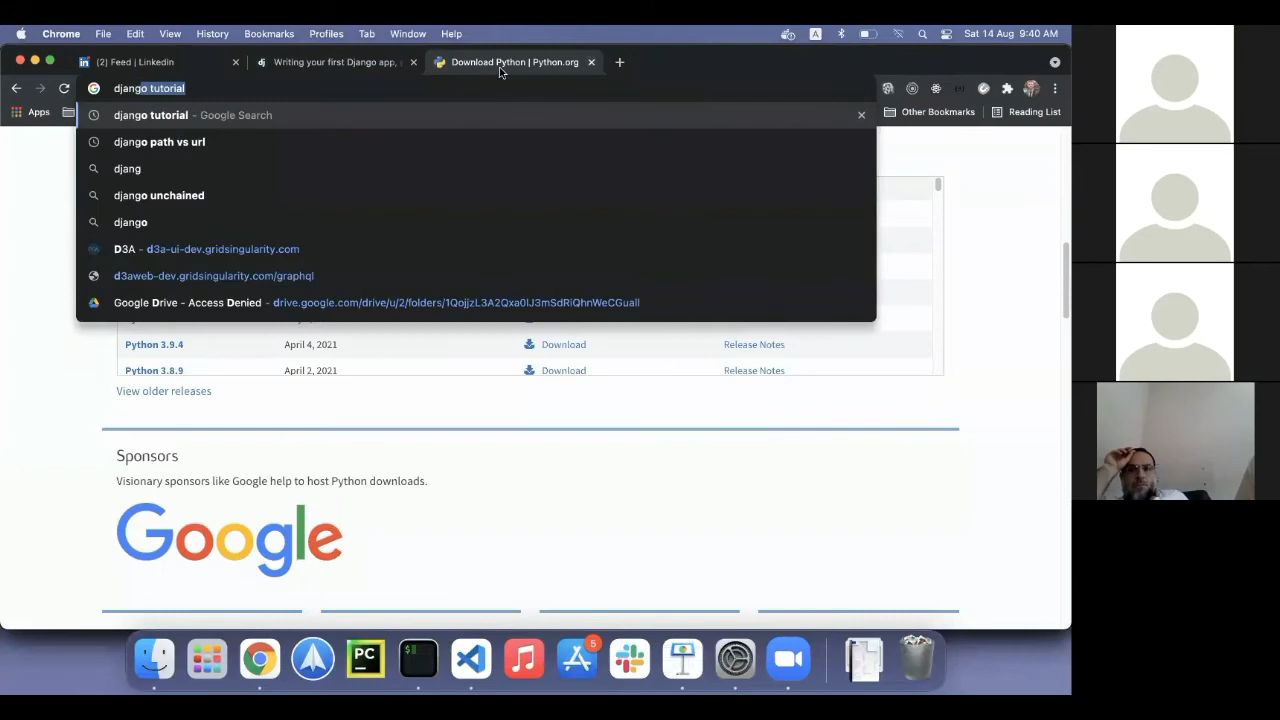 Chrome File Edit View History Bookmarks Profiles Tab Window Help A Sat 14 Aug 9:40 AM
(2) Feed | LinkedIn dj Writing your first Django app, Download Python | Python.org
django tutorial
Apps Other Bookmarks Reading List
django tutorial - Google Search
django path vs url
djang
django unchained
django
D3A - d3a-ui-dev.gridsingularity.com
d3aweb-dev.gridsingularity.com/graphql
Google Drive - Access Denied - drive.google.com/drive/u/2/folders/1QojjzL3A2Qxa0IJ3mSdRiQhnWeCGuall
Python 3.9.4 April 4, 2021 Download Release Notes
Python 3.8.9 April 2, 2021 Download Release Notes
View older releases
Sponsors
Visionary sponsors like Google help to host Python downloads.
Google
5
PC
$